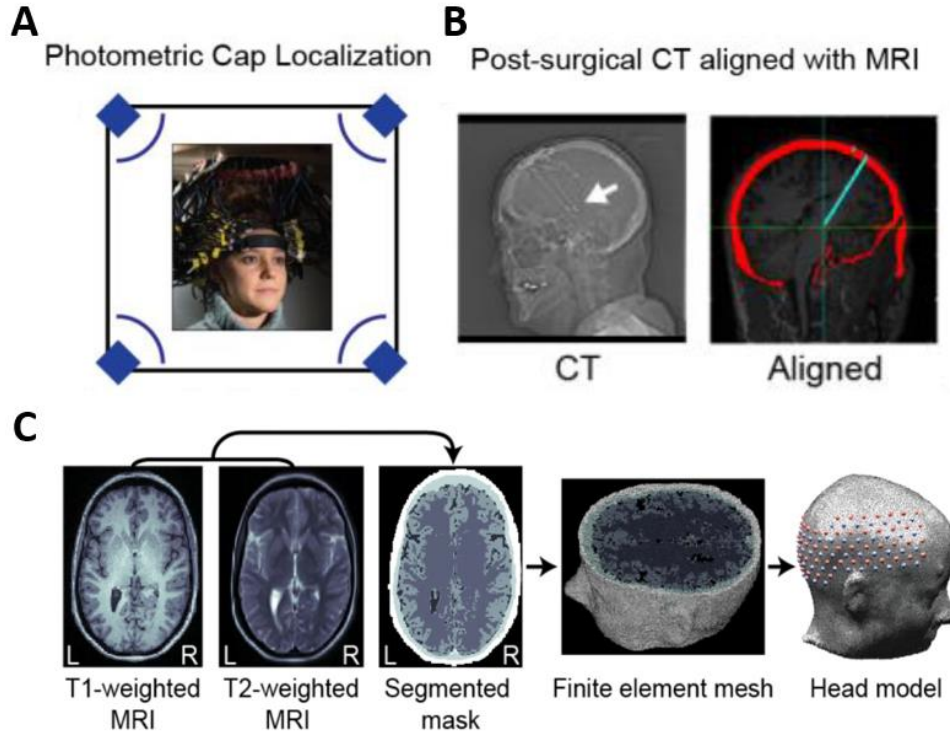 A
Photometric Cap Localization
B
Post-surgical CT aligned with MRI
CT
Aligned
C
L
R
L
R
L
R
T1-weighted
MRI
T2-weighted
MRI
Segmented
mask
Finite element mesh
Head model